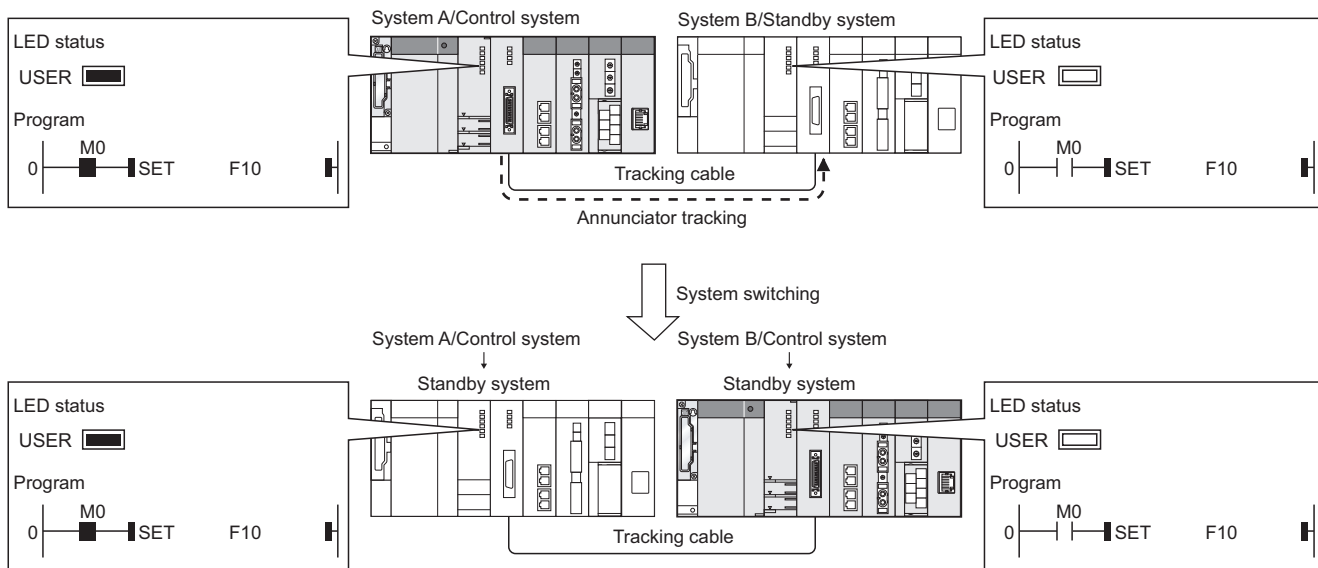 System A/Control system
System B/Standby system
LED status
USER
Program
M0
0 SET F10
LED status
USER
Program
M0
0 SET F10
Tracking cable
Annunciator tracking
System switching
System A/Control system
↓
Standby system
System B/Control system
↓
Standby system
LED status
USER
Program
M0
0 SET F10
LED status
USER
Program
M0
0 SET F10
Tracking cable